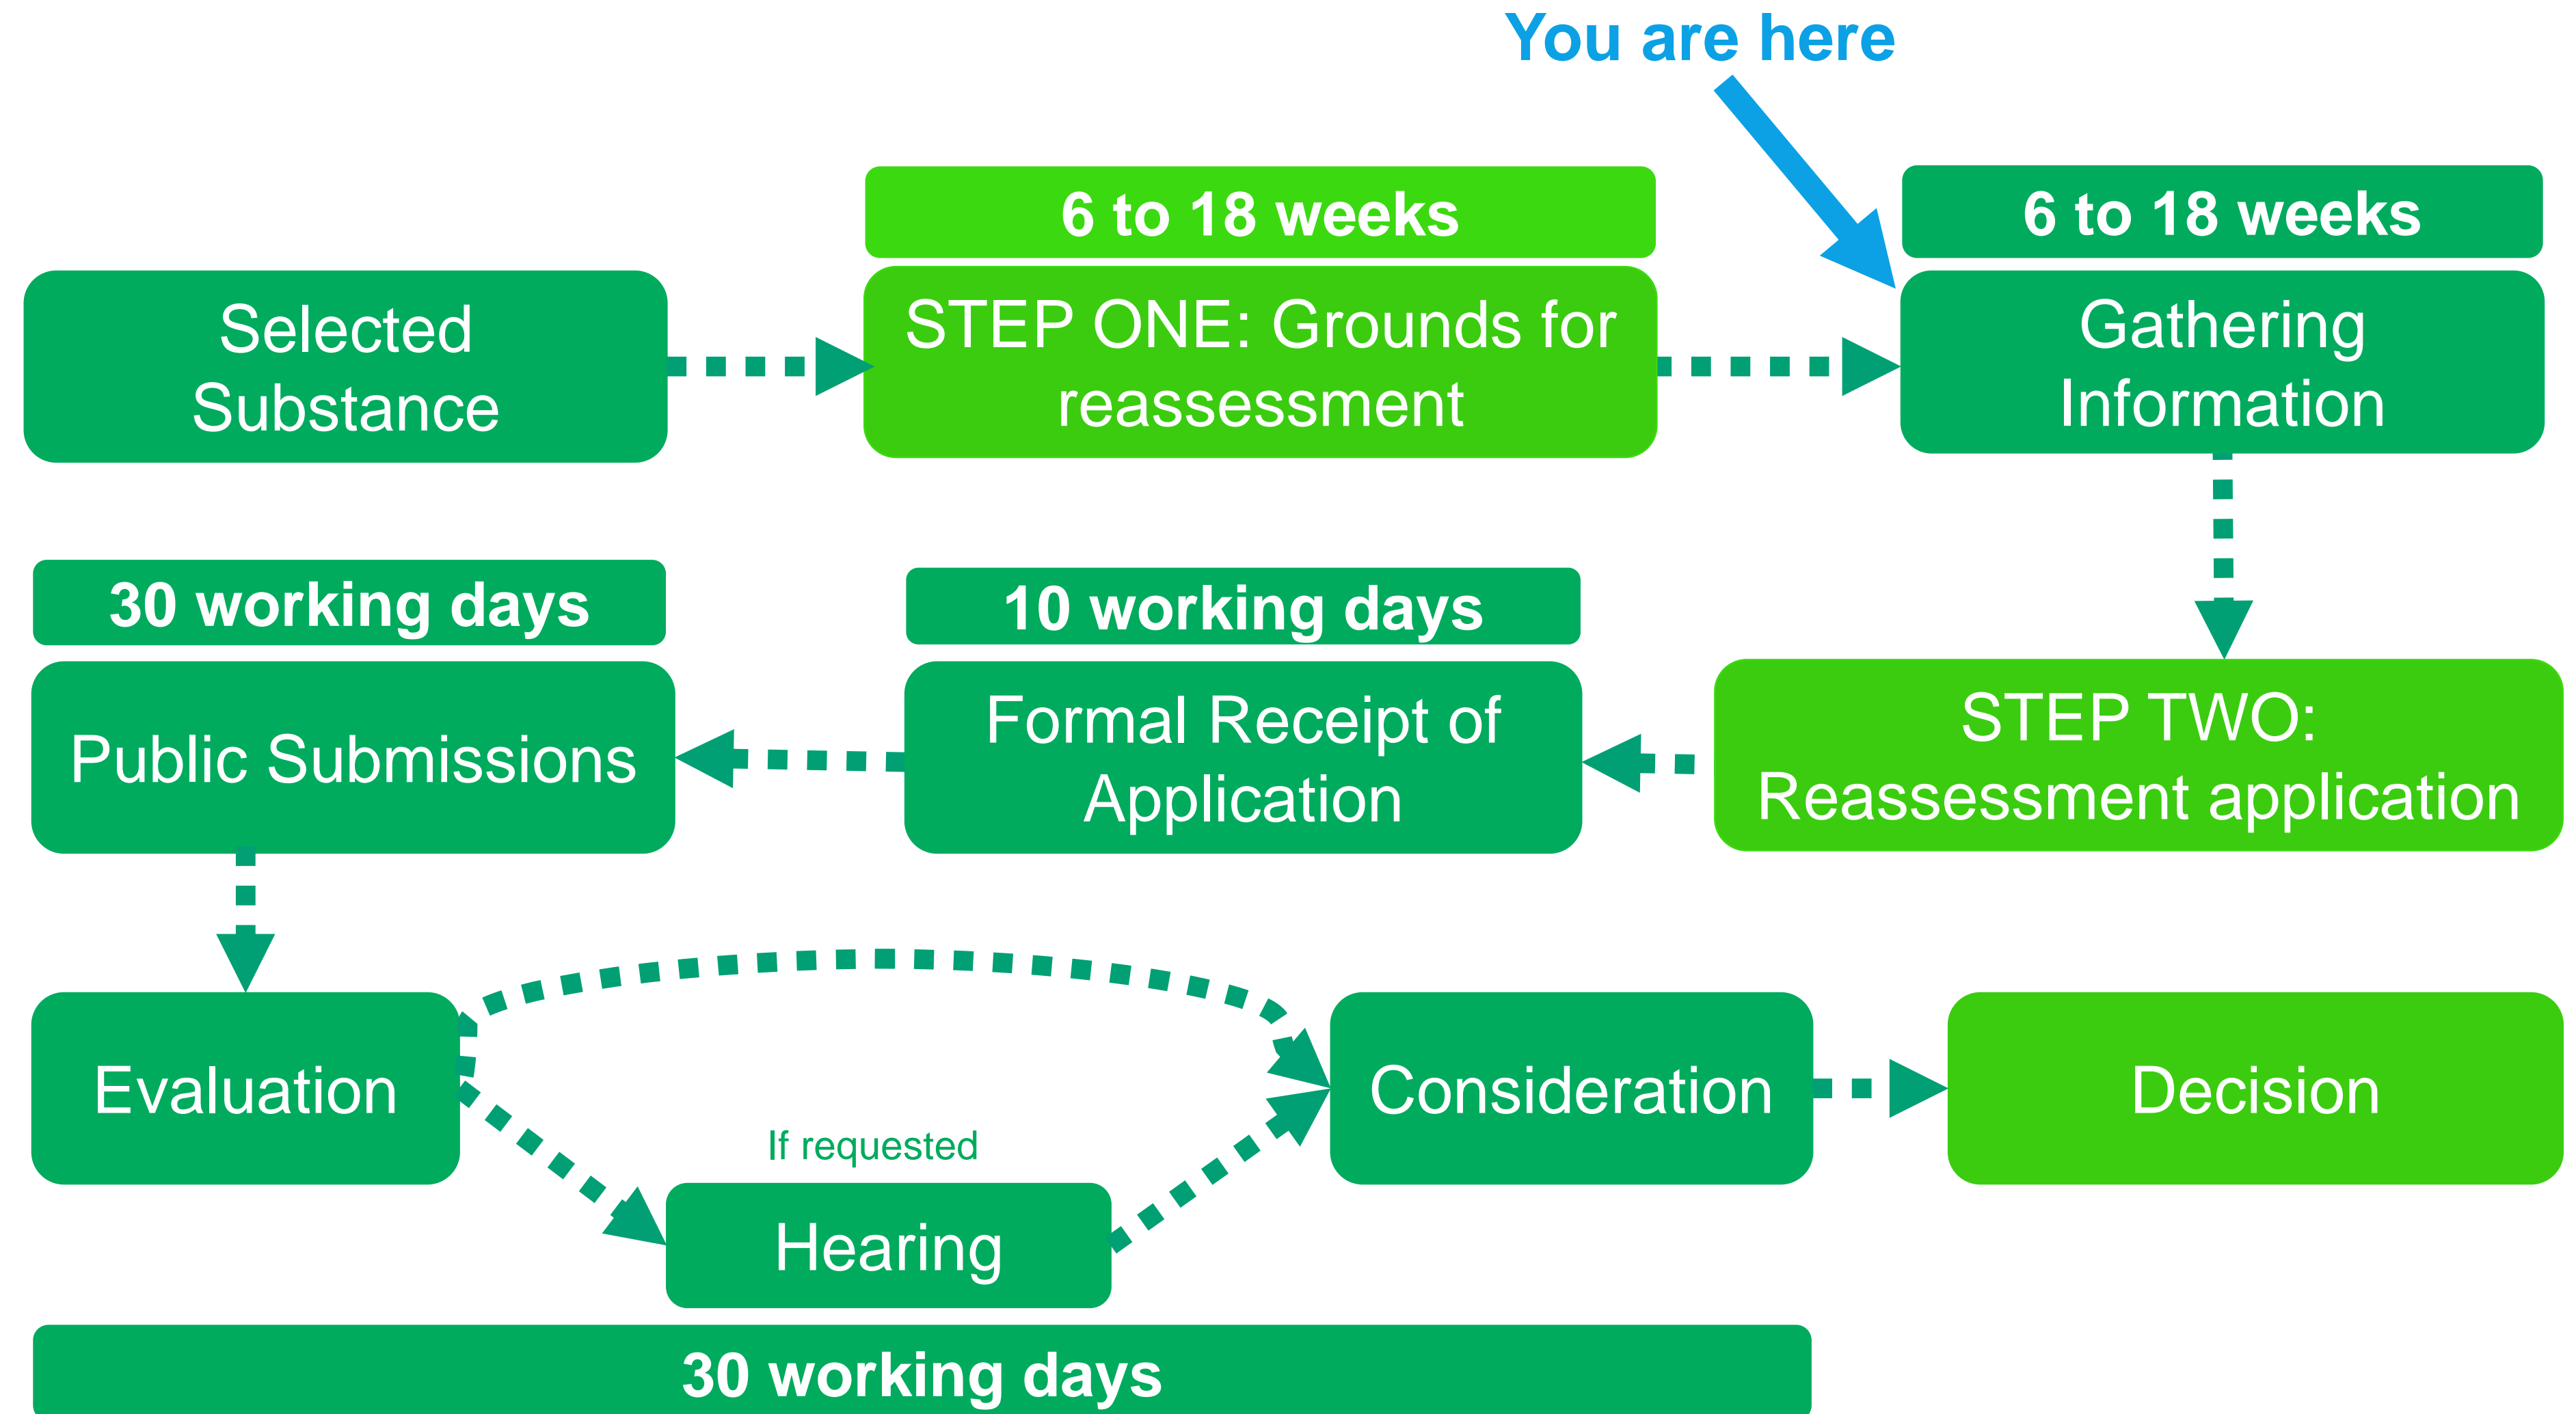 You are here
6 to 18 weeks
6 to 18 weeks
Selected
Substance
STEP ONE: Grounds for
reassessment
Gathering
Information
30 working days
10 working days
Public Submissions
Formal Receipt of
Application
STEP TWO:
Reassessment application
Evaluation
If requested
Hearing
Consideration
Decision
30 working days